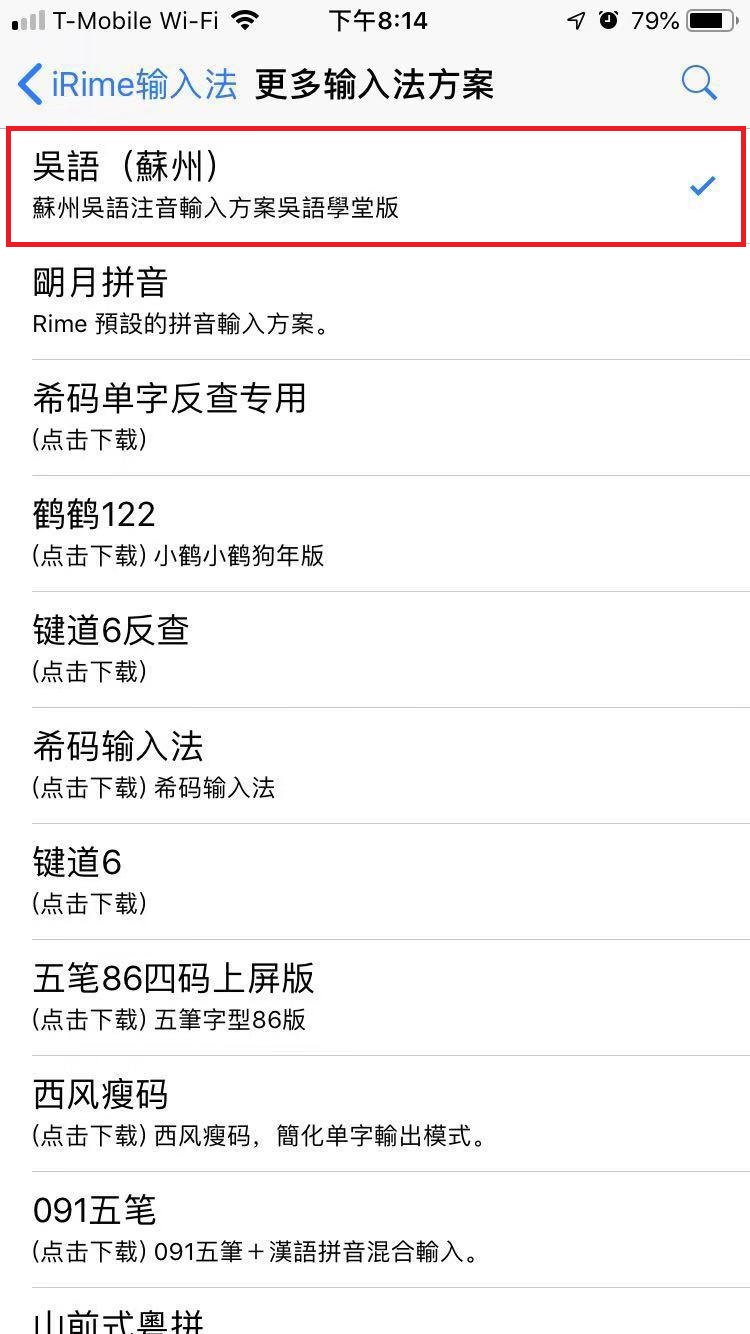 T-Mobile Wi-Fi 下午8:14 79%
iRime输入法 更多输入法方案
吳語（蘇州）
蘇州吳語注音輸入方案吳語學堂版
朙月拼音
Rime 預設的拼音輸入方案。
希码单字反查专用
(点击下载)
鹤鹤122
(点击下载) 小鹤小鹤狗年版
键道6反查
(点击下载)
希码输入法
(点击下载) 希码输入法
键道6
(点击下载)
五笔86四码上屏版
(点击下载) 五筆字型86版
西风瘦码
(点击下载) 西风瘦码，簡化单字輸出模式。
091五笔
(点击下载) 091五筆＋漢語拼音混合輸入。
山前式粵拼